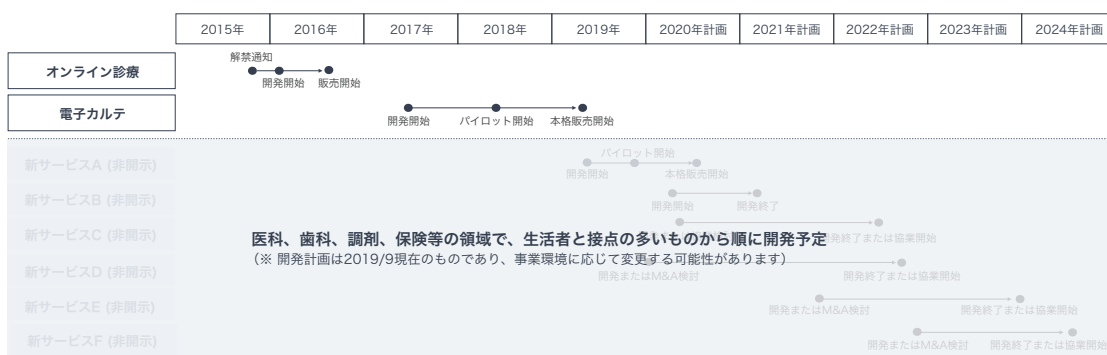 2015年 2016年 2017年 2018年 2019年 2020年計画 2021年計画 2022年計画 2023年計画 2024年計画
オンライン診療
解禁通知
開発開始 販売開始
電子カルテ
開発開始 パイロット開始 本格販売開始
新サービスA (非開示)
パイロット開始
開発開始 本格販売開始
新サービスB (非開示)
開発開始 開発終了
新サービスC (非開示)
開発終了または協業開始
医科、歯科、調剤、保険等の領域で、生活者と接点の多いものから順に開発予定
(※ 開発計画は2019/9現在のものであり、事業環境に応じて変更する可能性があります)
新サービスD (非開示)
開発またはM&A検討 開発終了または協業開始
新サービスE (非開示)
開発またはM&A検討 開発終了または協業開始
新サービスF (非開示)
開発またはM&A検討 開発終了または協業開始